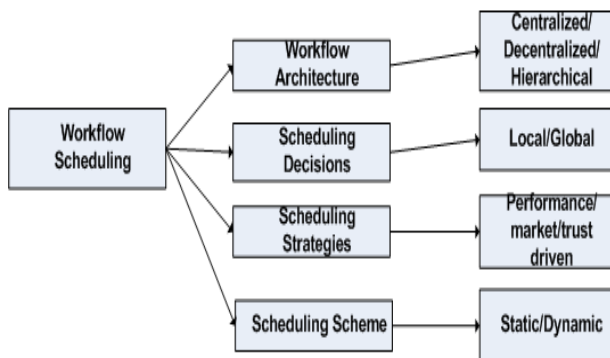 Workflow
Scheduling
Workflow
Architecture
Centralized/
Decentralized/
Hierarchical
Scheduling
Decisions
Local/Global
Scheduling
Strategies
Performance/
market/trust
driven
Scheduling Scheme
Static/Dynamic